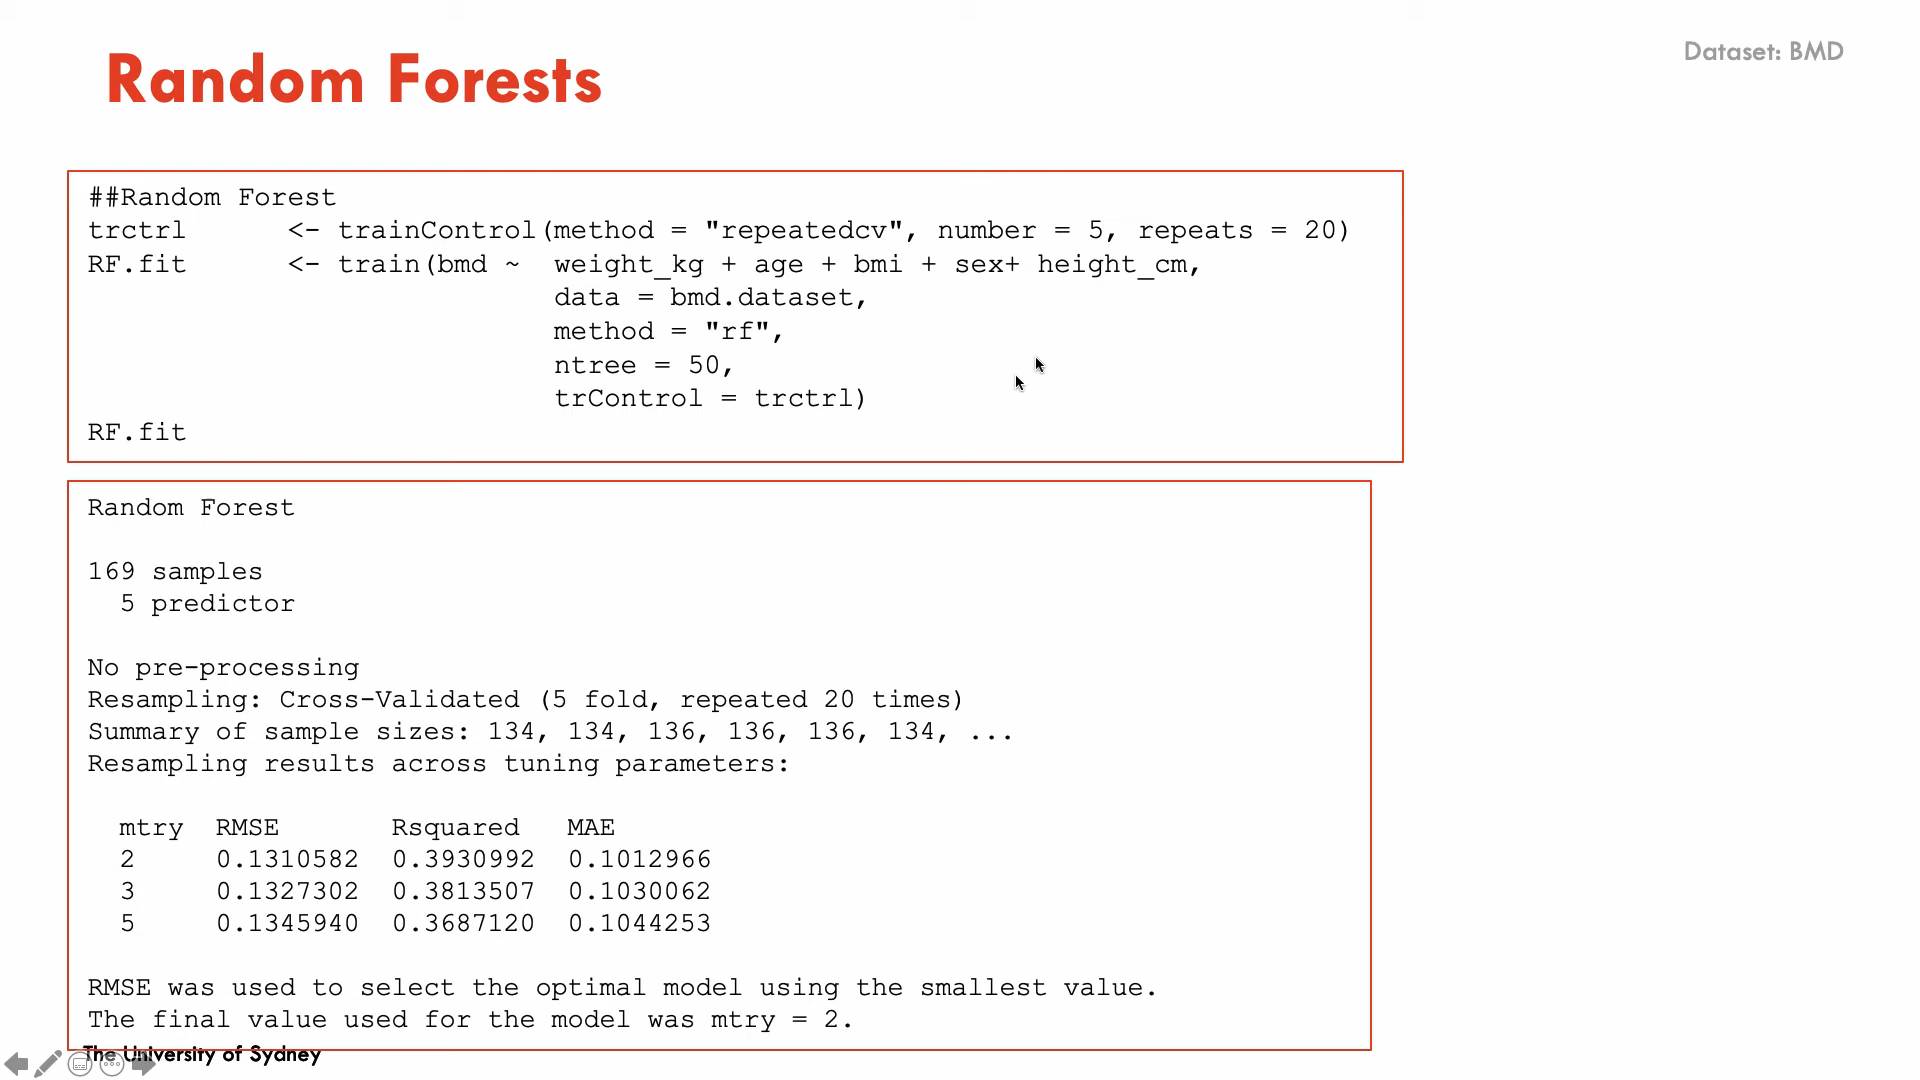 Random Forests
Dataset: BMD
##Random Forest
trctrl <- trainControl(method = "repeatedcv", number = 5, repeats = 20)
RF.fit <- train(bmd ~ weight_kg + age + bmi + sex+ height_cm,
data = bmd.dataset,
method = "rf",
ntree = 50,
trControl = trctrl)
RF.fit
Random Forest
169 samples
5 predictor
No pre-processing
Resampling: Cross-Validated (5 fold, repeated 20 times)
Summary of sample sizes: 134, 134, 136, 136, 136, 134, ...
Resampling results across tuning parameters:
mtry RMSE Rsquared MAE
2 0.1310582 0.3930992 0.1012966
3 0.1327302 0.3813507 0.1030062
5 0.1345940 0.3687120 0.1044253
RMSE was used to select the optimal model using the smallest value.
The final value used for the model was mtry = 2.
The University of Sydney